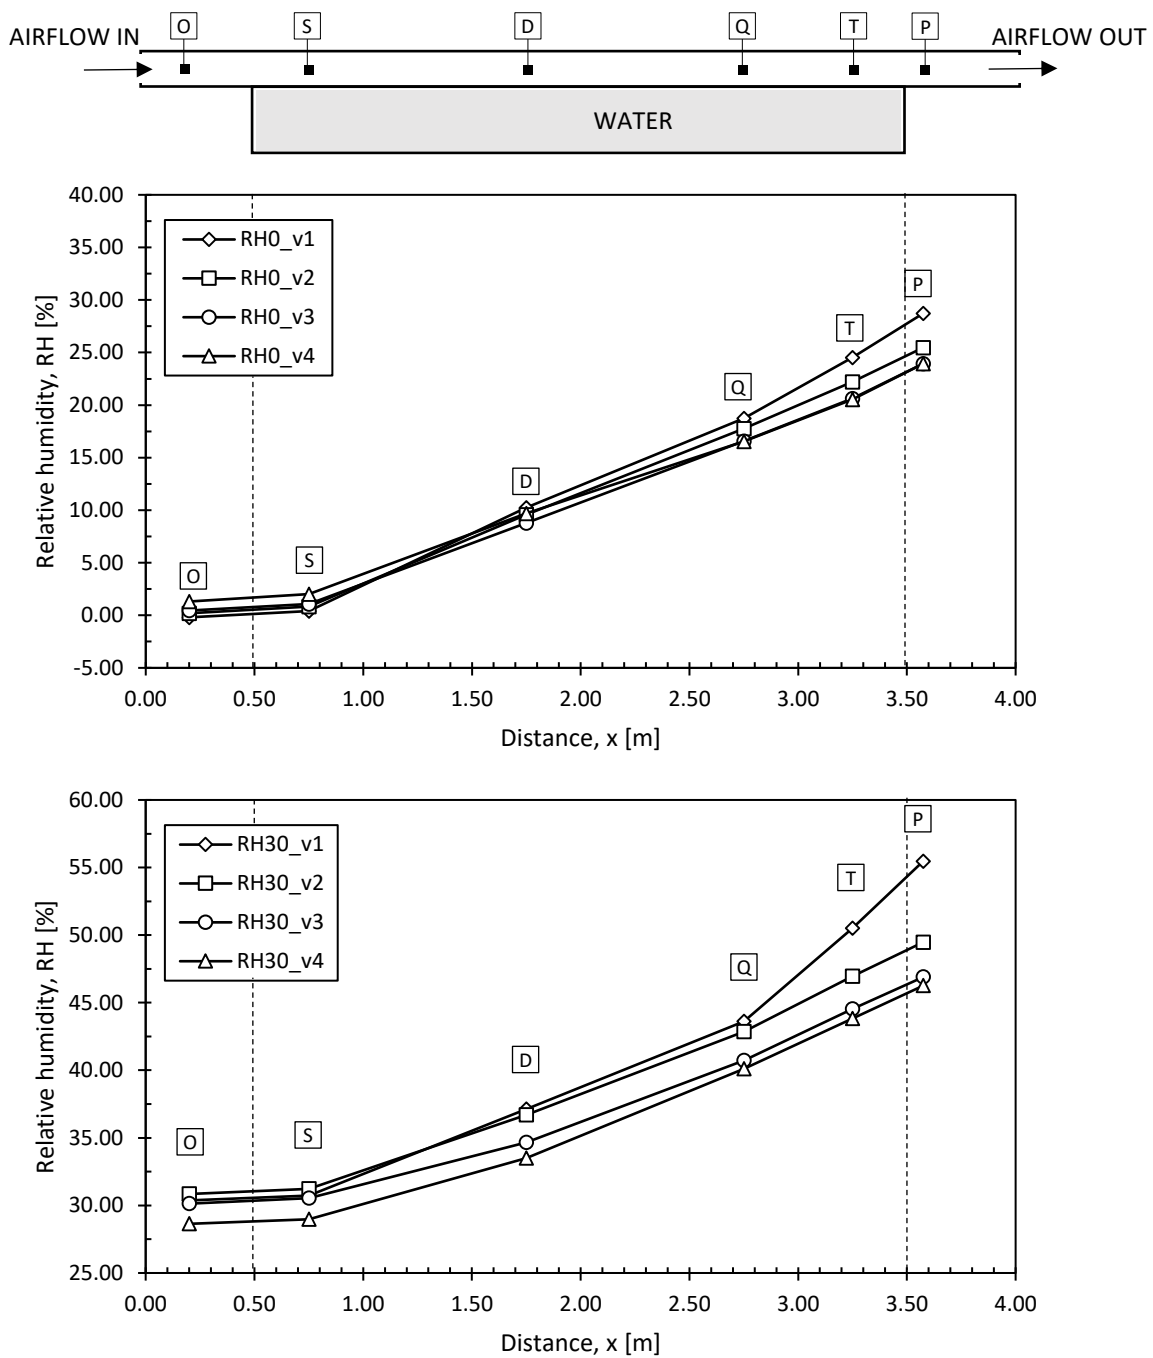 O S D Q T P
AIRFLOW IN AIRFLOW OUT
WATER
40.00
35.00
30.00
25.00
20.00
15.00
10.00
5.00
0.00
-5.00
Relative humidity, RH [%]
RH0_v1
RH0_v2
RH0_v3
RH0_v4
P
T
Q
D
S
O
0.00 0.50 1.00 1.50 2.00 2.50 3.00 3.50 4.00
Distance, x [m]
60.00
55.00
50.00
45.00
40.00
35.00
30.00
25.00
Relative humidity, RH [%]
RH30_v1
RH30_v2
RH30_v3
RH30_v4
P
T
Q
D
S
O
0.00 0.50 1.00 1.50 2.00 2.50 3.00 3.50 4.00
Distance, x [m]